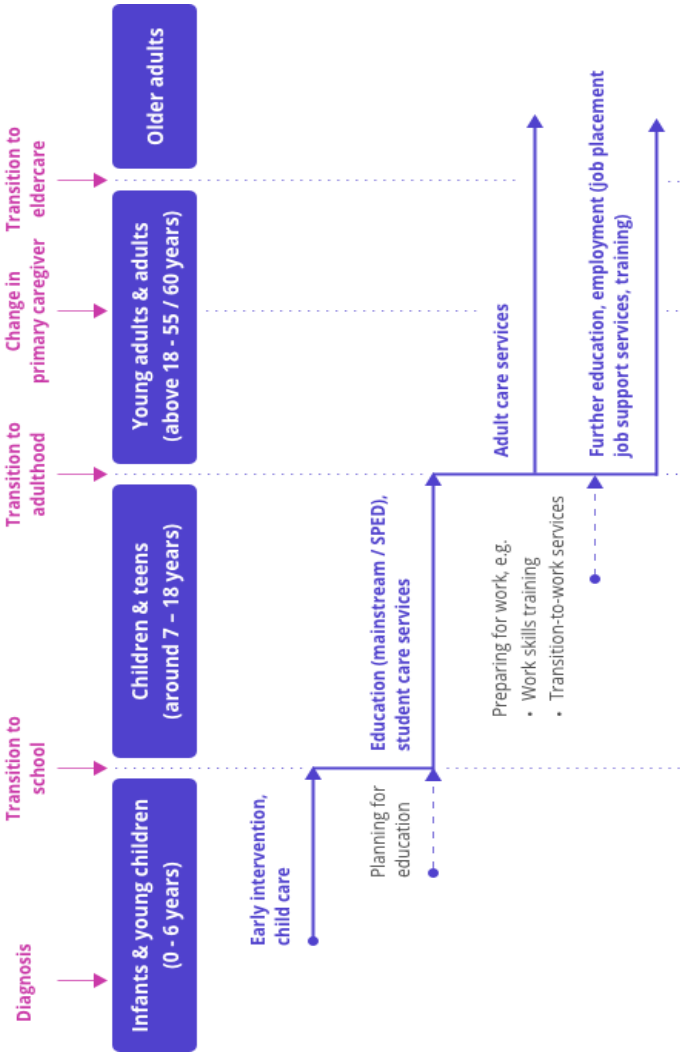 Diagnosis
Transition to
school
Transition to
adulthood
Change in
primary caregiver
Transition to
eldercare
Infants & young children
(0 - 6 years)
Children & teens
(around 7 – 18 years)
Young adults & adults
(above 18 - 55 / 60 years)
Older adults
Early intervention,
child care
Planning for
education
Education (mainstream / SPED),
student care services
Preparing for work, e.g.
• Work skills training
• Transition-to-work services
Adult care services
Further education, employment (job placement
job support services, training)